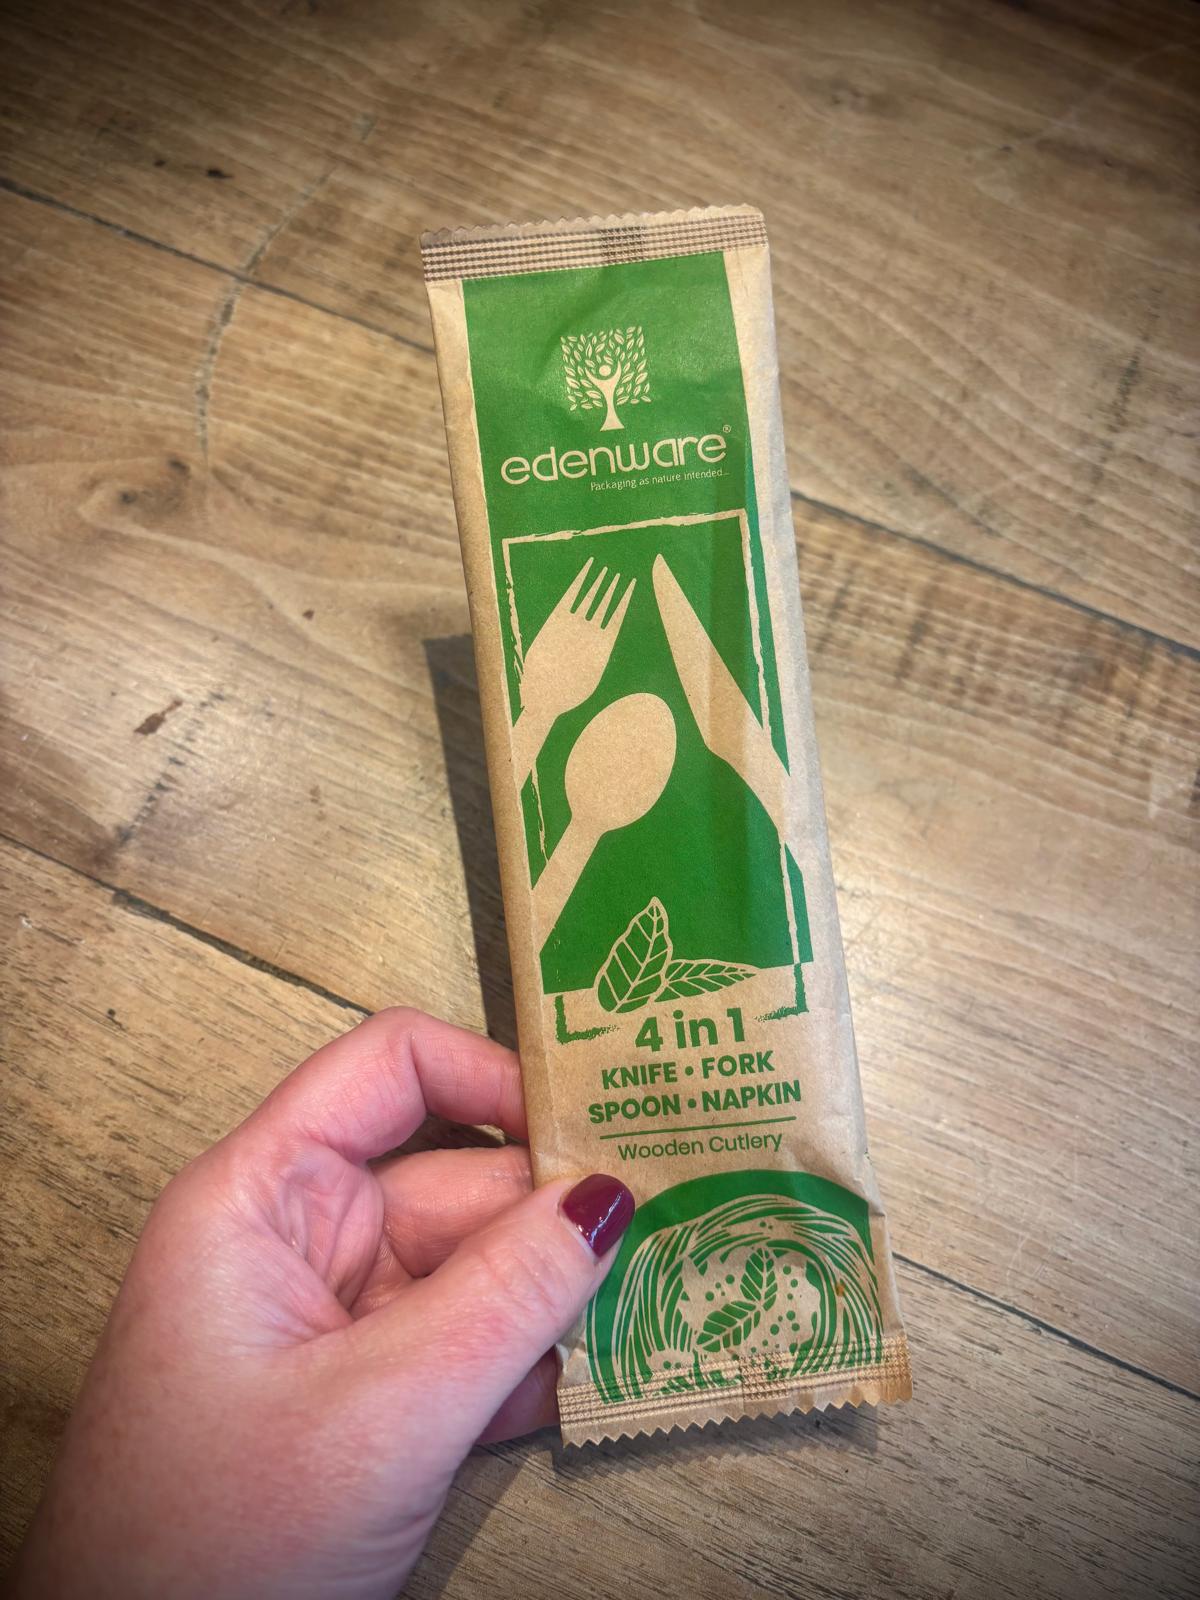 edenware®
Packaging as nature intended...
4 in 1
KNIFE • FORK
SPOON • NAPKIN
Wooden Cutlery